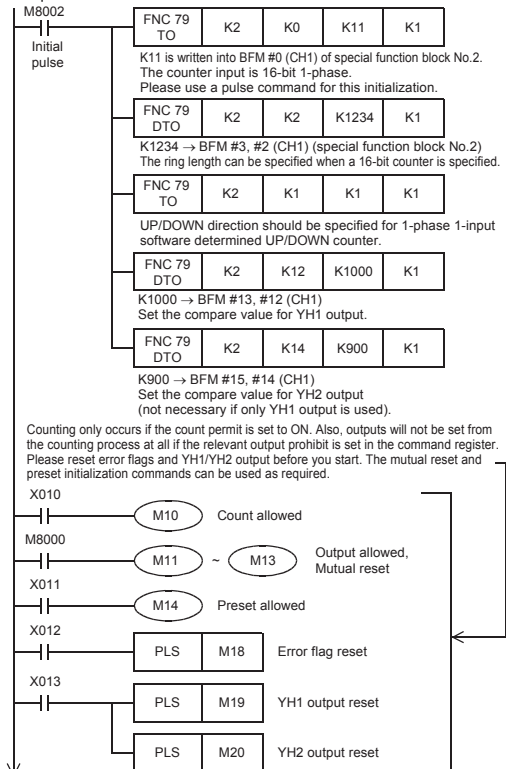 M8002
Initial
pulse
FNC 79
TO
K2
K0
K11
K1
K11 is written into BFM #0 (CH1) of special function block No.2.
The counter input is 16-bit 1-phase.
Please use a pulse command for this initialization.
FNC 79
DTO
K2
K2
K1234
K1
K1234 → BFM #3, #2 (CH1) (special function block No.2)
The ring length can be specified when a 16-bit counter is specified.
FNC 79
TO
K2
K1
K1
K1
UP/DOWN direction should be specified for 1-phase 1-input
software determined UP/DOWN counter.
FNC 79
DTO
K2
K12
K1000
K1
K1000 → BFM #13, #12 (CH1)
Set the compare value for YH1 output.
FNC 79
DTO
K2
K14
K900
K1
K900 → BFM #15, #14 (CH1)
Set the compare value for YH2 output
(not necessary if only YH1 output is used).
Counting only occurs if the count permit is set to ON. Also, outputs will not be set from
the counting process at all if the relevant output prohibit is set in the command register.
Please reset error flags and YH1/YH2 output before you start. The mutual reset and
preset initialization commands can be used as required.
X010
M10
Count allowed
M8000
M11
~
M13
Output allowed,
Mutual reset
X011
M14
Preset allowed
X012
PLS
M18
Error flag reset
X013
PLS
M19
YH1 output reset
PLS
M20
YH2 output reset